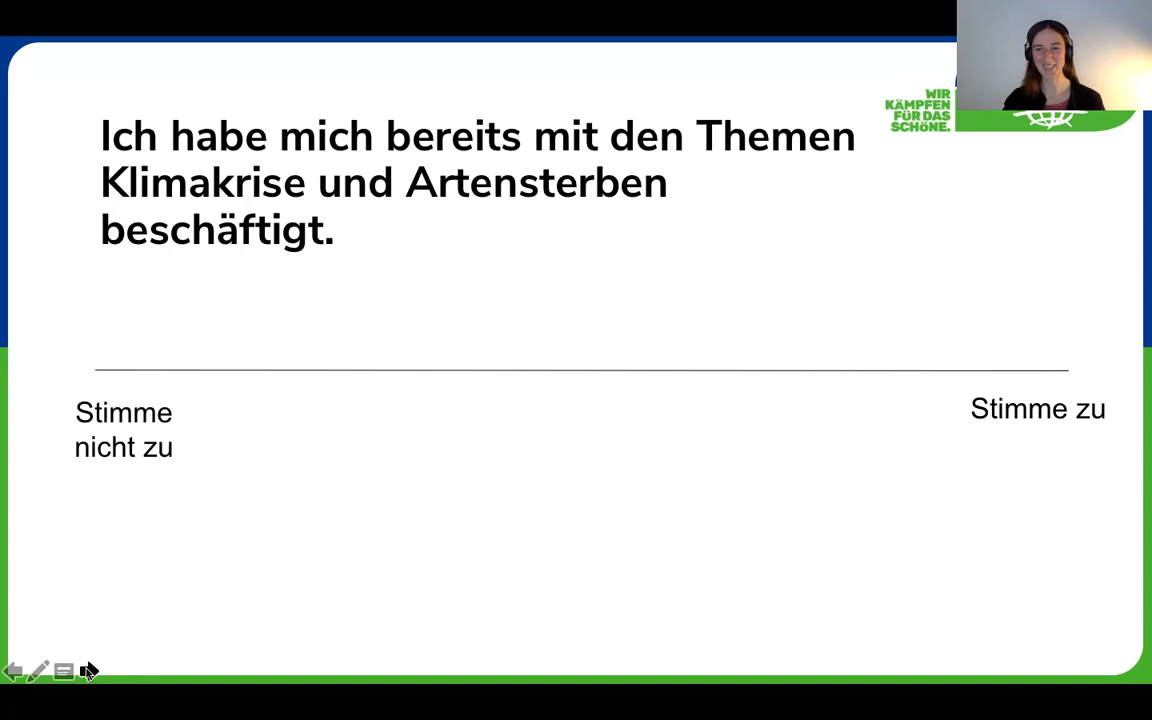 Ich habe mich bereits mit den Themen
Klimakrise und Artensterben
beschäftigt.
WIR
KÄMPFEN
FÜR DAS
SCHÖNE.
Stimme
nicht zu
Stimme zu